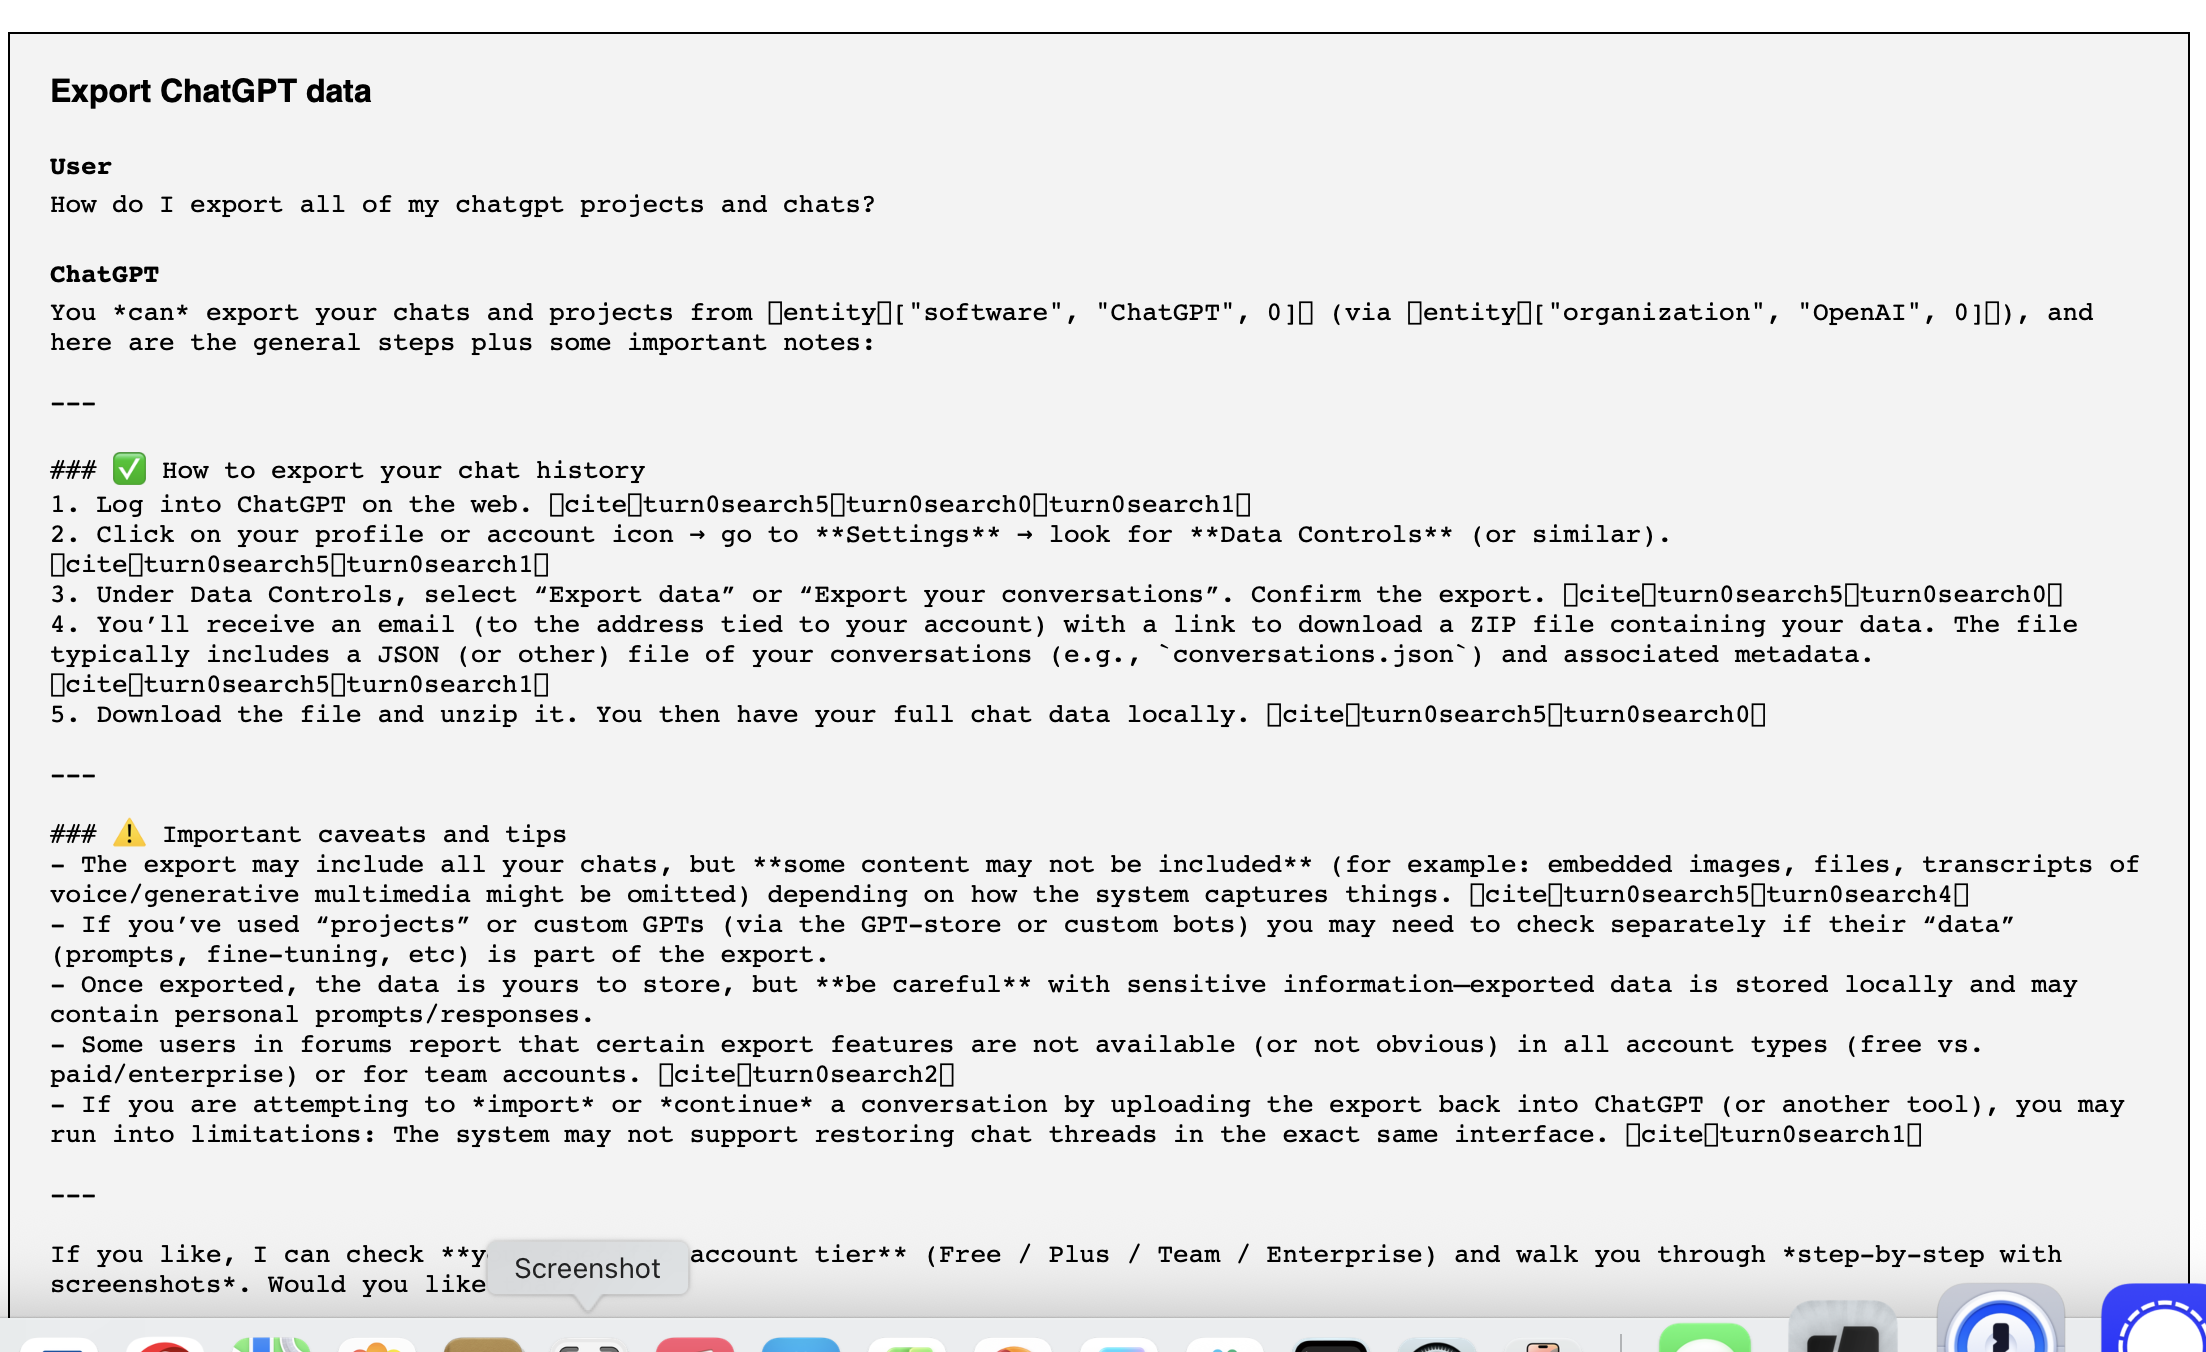 Export ChatGPT data
User
How do I export all of my chatgpt projects and chats?
ChatGPT
You *can* export your chats and projects from entity["software", "ChatGPT", 0] (via entity["organization", "OpenAI", 0]), and
here are the general steps plus some important notes:
---
### ✅ How to export your chat history
1. Log into ChatGPT on the web. citeturn0search5turn0search0turn0search1
2. Click on your profile or account icon → go to **Settings** → look for **Data Controls** (or similar).
citeturn0search5turn0search1
3. Under Data Controls, select “Export data” or “Export your conversations”. Confirm the export. citeturn0search5turn0search0
4. You’ll receive an email (to the address tied to your account) with a link to download a ZIP file containing your data. The file
typically includes a JSON (or other) file of your conversations (e.g., `conversations.json`) and associated metadata.
citeturn0search5turn0search1
5. Download the file and unzip it. You then have your full chat data locally. citeturn0search5turn0search0
---
### ⚠️ Important caveats and tips
- The export may include all your chats, but **some content may not be included** (for example: embedded images, files, transcripts of
voice/generative multimedia might be omitted) depending on how the system captures things. citeturn0search5turn0search4
- If you’ve used “projects” or custom GPTs (via the GPT-store or custom bots) you may need to check separately if their “data”
(prompts, fine-tuning, etc) is part of the export.
- Once exported, the data is yours to store, but **be careful** with sensitive information—exported data is stored locally and may
contain personal prompts/responses.
- Some users in forums report that certain export features are not available (or not obvious) in all account types (free vs.
paid/enterprise) or for team accounts. citeturn0search2
- If you are attempting to *import* or *continue* a conversation by uploading the export back into ChatGPT (or another tool), you may
run into limitations: The system may not support restoring chat threads in the exact same interface. citeturn0search1
---
If you like, I can check **y account tier** (Free / Plus / Team / Enterprise) and walk you through *step-by-step with
screenshots*. Would you like
Screenshot